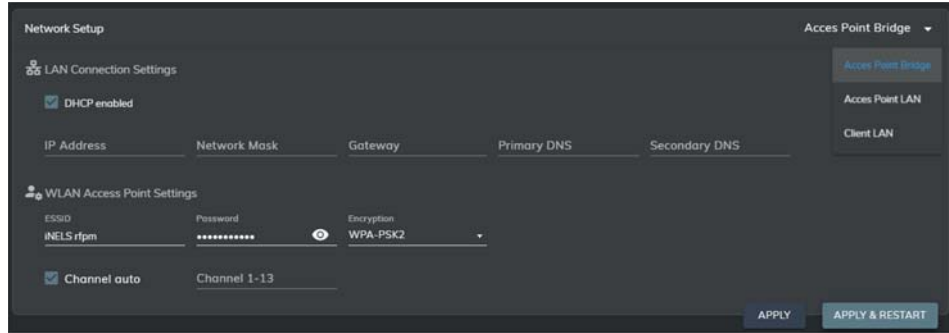 Network Setup
Acces Point Bridge
LAN Connection Settings
Acces Point Bridge
DHCP enabled
Acces Point LAN
Client LAN
IP Address Network Mask Gateway Primary DNS Secondary DNS
WLAN Access Point Settings
ESSID Password Encryption
iNELS rfpm ••••••••••• WPA-PSK2
Channel auto Channel 1-13
APPLY APPLY & RESTART